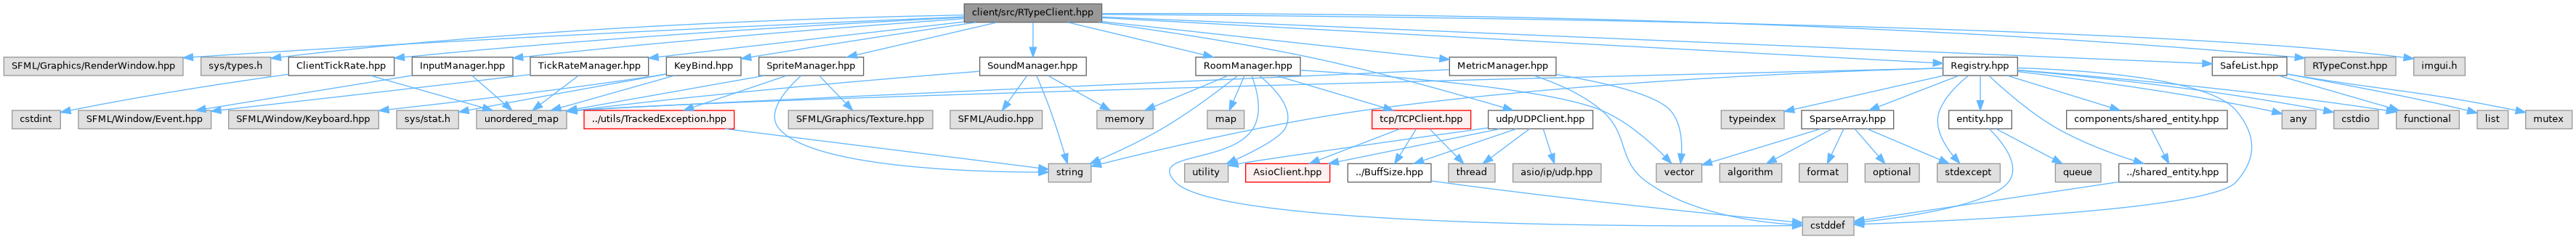 client/src/RTypeClient.hpp
SFML/Graphics/RenderWindow.hpp
sys/types.h
ClientTickRate.hpp
InputManager.hpp
TickRateManager.hpp
KeyBind.hpp
SpriteManager.hpp
SoundManager.hpp
RoomManager.hpp
MetricManager.hpp
Registry.hpp
SafeList.hpp
RTypeConst.hpp
imgui.h
cstdint
SFML/Window/Event.hpp
SFML/Window/Keyboard.hpp
sys/stat.h
unordered_map
../utils/TrackedException.hpp
SFML/Graphics/Texture.hpp
SFML/Audio.hpp
memory
map
tcp/TCPClient.hpp
udp/UDPClient.hpp
typeindex
SparseArray.hpp
entity.hpp
components/shared_entity.hpp
any
cstdio
functional
list
mutex
string
utility
AsioClient.hpp
../BuffSize.hpp
thread
asio/ip/udp.hpp
vector
algorithm
format
optional
stdexcept
queue
../shared_entity.hpp
cstddef